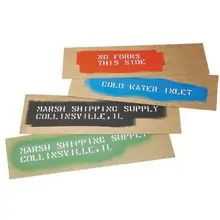 NO FORKS
THIS SIDE
COLD WATER INLET
MARSH SHIPPING SUPPLY
COLLINSVILLE, IL
MARSH SHIPPING SUPPLY
COLLINSVILLE, IL